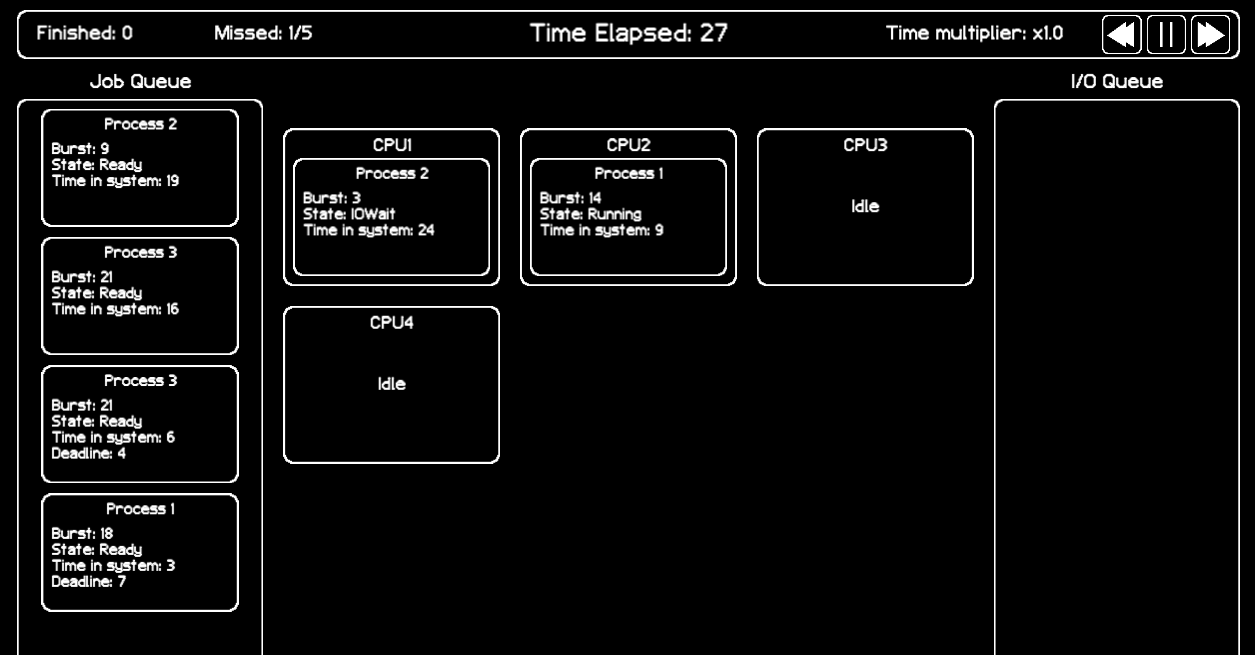 Finished: 0 Missed: 1/5 Time Elapsed: 27 Time multiplier: x1.0
Job Queue
Process 2
Burst: 9
State: Ready
Time in system: 19
Process 3
Burst: 21
State: Ready
Time in system: 16
Process 3
Burst: 21
State: Ready
Time in system: 6
Deadline: 4
Process 1
Burst: 18
State: Ready
Time in system: 3
Deadline: 7
CPU1
Process 2
Burst: 3
State: IOWait
Time in system: 24
CPU2
Process 1
Burst: 14
State: Running
Time in system: 9
CPU3
Idle
CPU4
Idle
I/O Queue